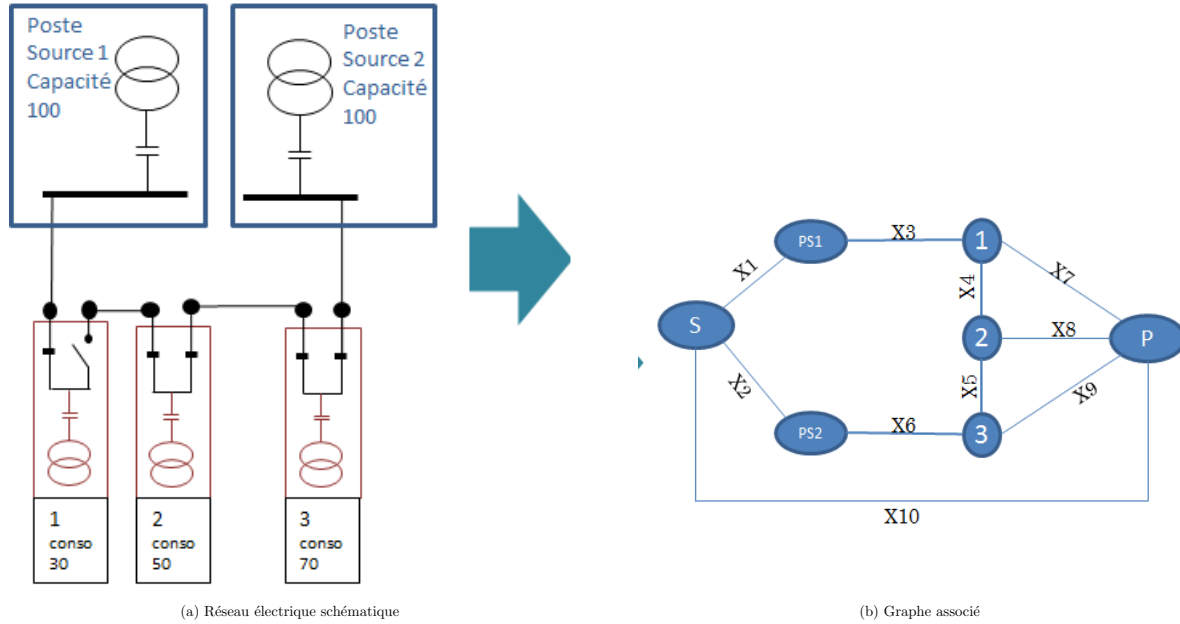 Poste
Source 1
Capacité
100
Poste
Source 2
Capacité
100
1
conso
30
2
conso
50
3
conso
70
(a) Réseau électrique schématique
S
PS1
PS2
1
2
3
P
X1
X2
X3
X4
X5
X6
X7
X8
X9
X10
(b) Graphe associé